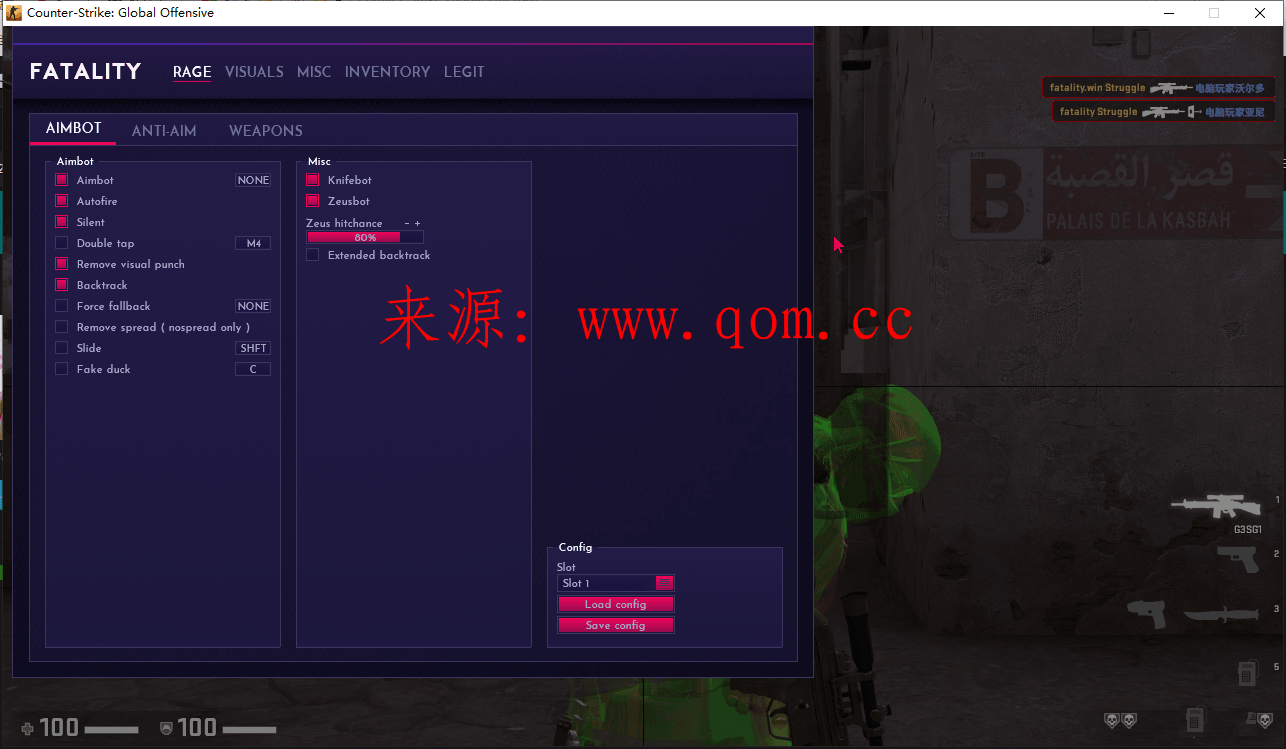 Counter-Strike: Global Offensive
FATALITY
RAGE VISUALS MISC INVENTORY LEGIT
AIMBOT ANTI-AIM WEAPONS
Aimbot
Aimbot NONE
Autofire
Silent
Double tap M4
Remove visual punch
Backtrack
Force fallback NONE
Remove spread ( nospread only )
Slide SHFT
Fake duck C
Misc
Knifebot
Zeusbot
Zeus hitchance - +
80%
Extended backtrack
Config
Slot
Slot 1
Load config
Save config
来源: www.qom.cc
fatality.win Struggle 电脑玩家沃尔多
fatality Struggle 电脑玩家亚尼
B
قصر القصبة
PALAIS DE LA KASBAH
1
G3SG1
2
3
5
100 100